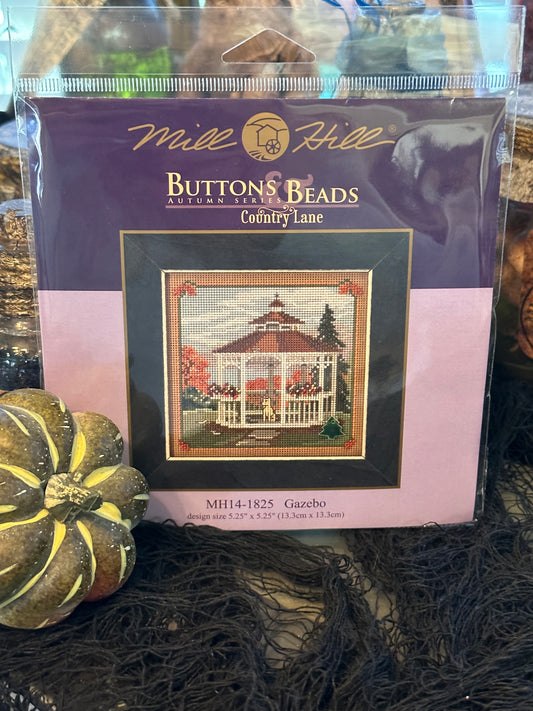 Mill Hill®
BUTTONS & BEADS
AUTUMN SERIES
Country Lane
MH14-1825 Gazebo
design size 5.25" x 5.25" (13.3cm x 13.3cm)